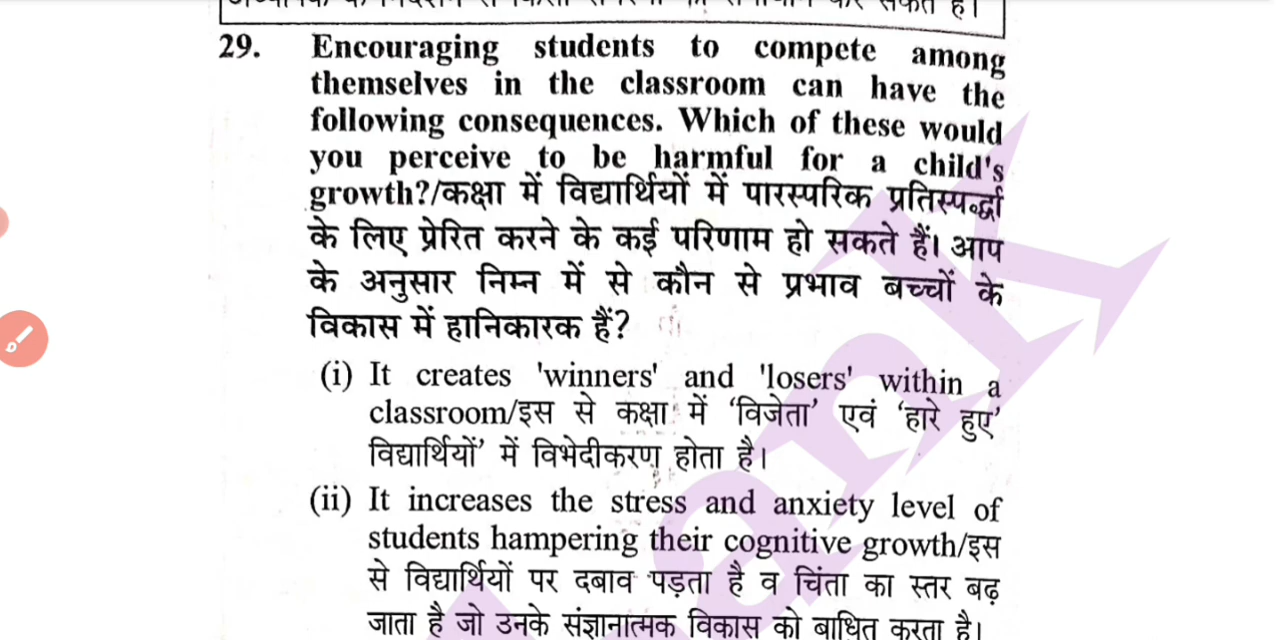 29. Encouraging students to compete among
themselves in the classroom can have the
following consequences. Which of these would
you perceive to be harmful for a child's
growth?/कक्षा में विद्यार्थियों में पारस्परिक प्रतिस्पर्द्धा
के लिए प्रेरित करने के कई परिणाम हो सकते हैं। आप
के अनुसार निम्न में से कौन से प्रभाव बच्चों के
विकास में हानिकारक हैं?
(i) It creates 'winners' and 'losers' within a
classroom/इस से कक्षा में ‘विजेता’ एवं ‘हारे हुए’
विद्यार्थियों’ में विभेदीकरण होता है।
(ii) It increases the stress and anxiety level of
students hampering their cognitive growth/इस
से विद्यार्थियों पर दबाव पड़ता है व चिंता का स्तर बढ़
जाता है जो उनके संज्ञानात्मक विकास को बाधित करता है।